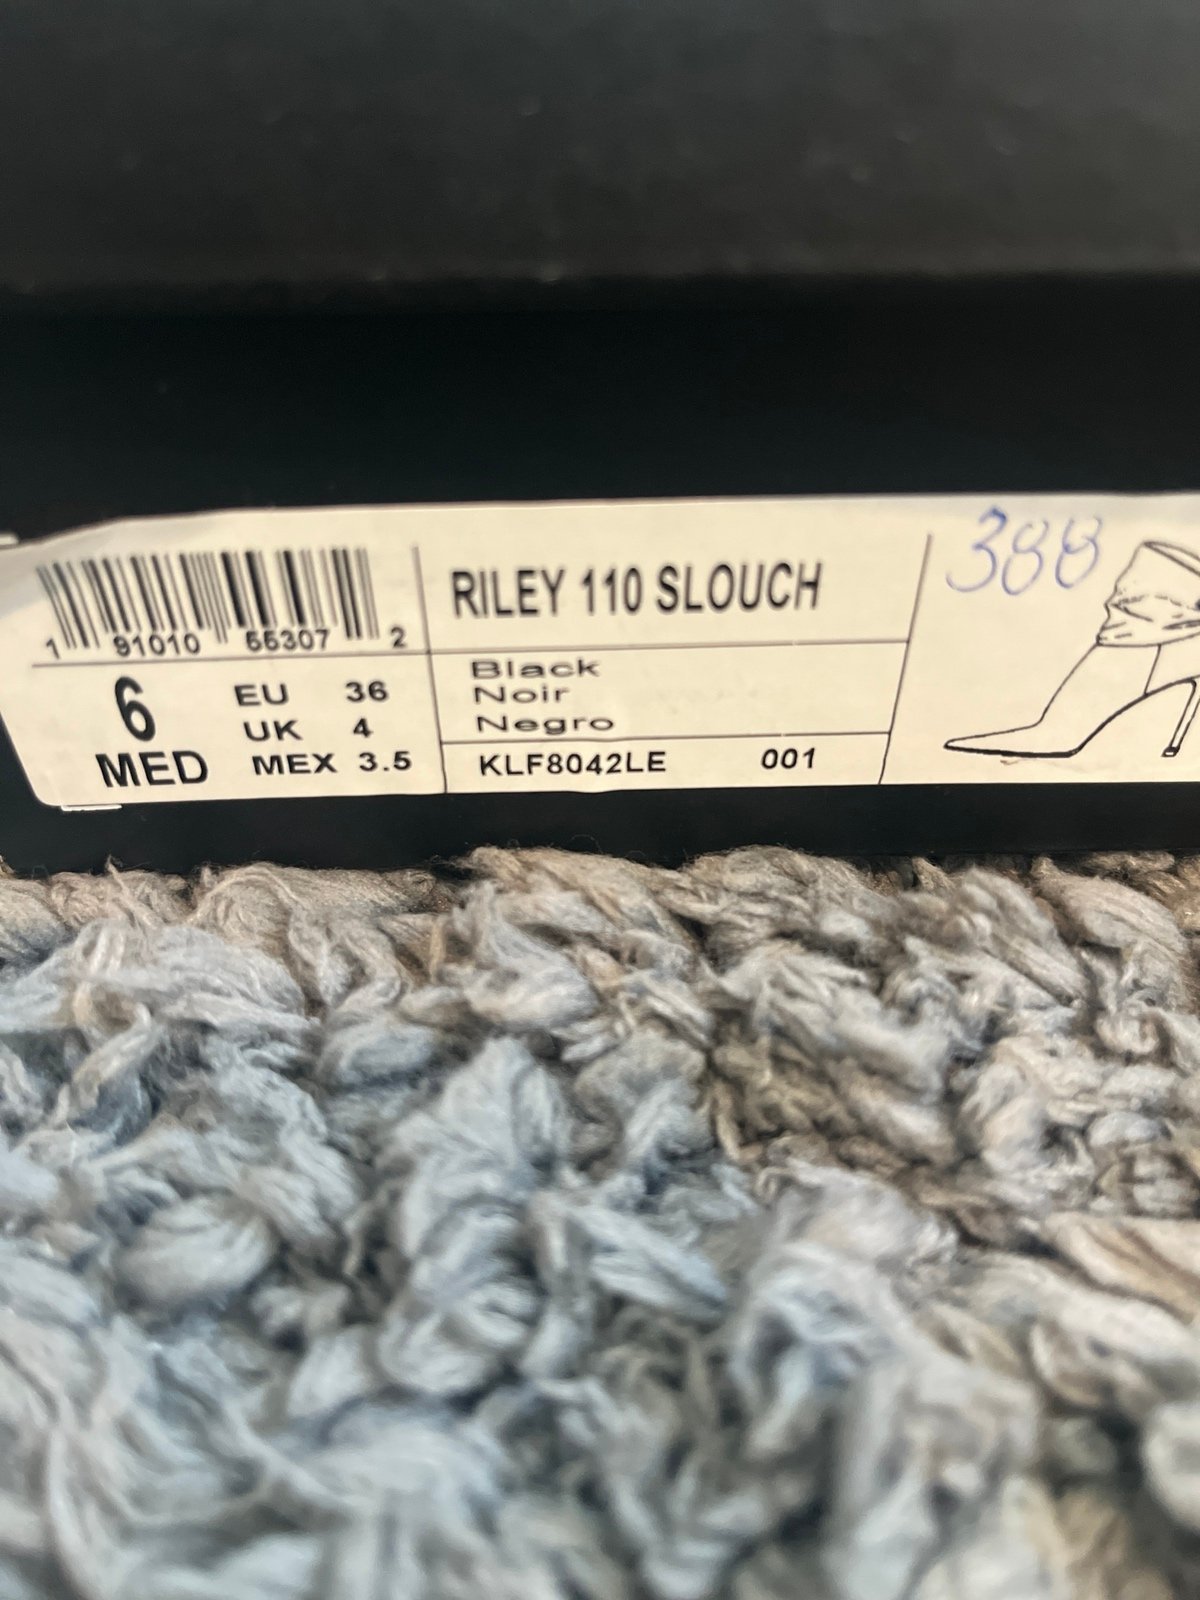 1 91010 55307 2
6
MED
EU 36
UK 4
MEX 3.5
RILEY 110 SLOUCH
Black
Noir
Negro
KLF8042LE 001
388